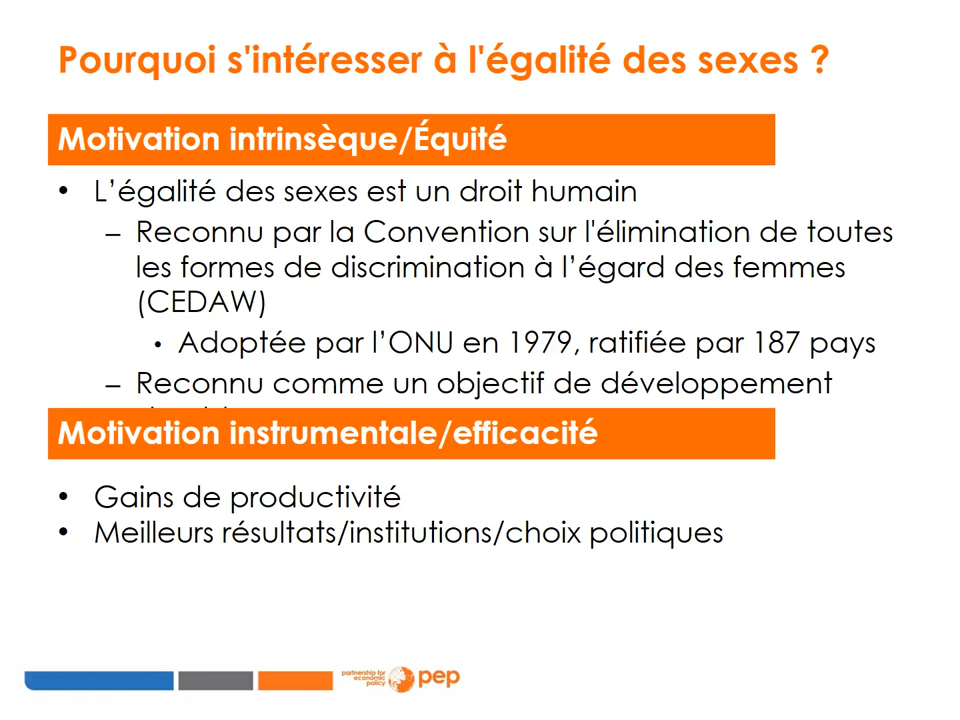 Pourquoi s'intéresser à l'égalité des sexes ?
Motivation intrinsèque/Équité
• L’égalité des sexes est un droit humain
– Reconnu par la Convention sur l'élimination de toutes
les formes de discrimination à l’égard des femmes
(CEDAW)
• Adoptée par l’ONU en 1979, ratifiée par 187 pays
– Reconnu comme un objectif de développement
Motivation instrumentale/efficacité
• Gains de productivité
• Meilleurs résultats/institutions/choix politiques
partnership for
economic
policy
pep